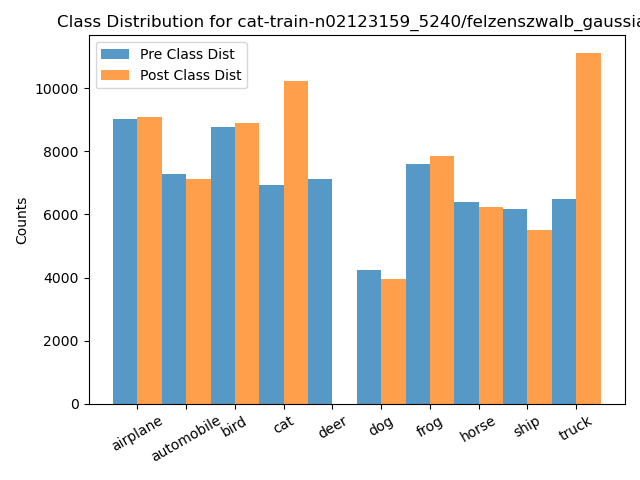 Class Distribution for cat-train-n02123159_5240/felzenszwalb_gaussia
Pre Class Dist
Post Class Dist
Counts
10000
8000
6000
4000
2000
0
airplane
automobile
bird
cat
deer
dog
frog
horse
ship
truck